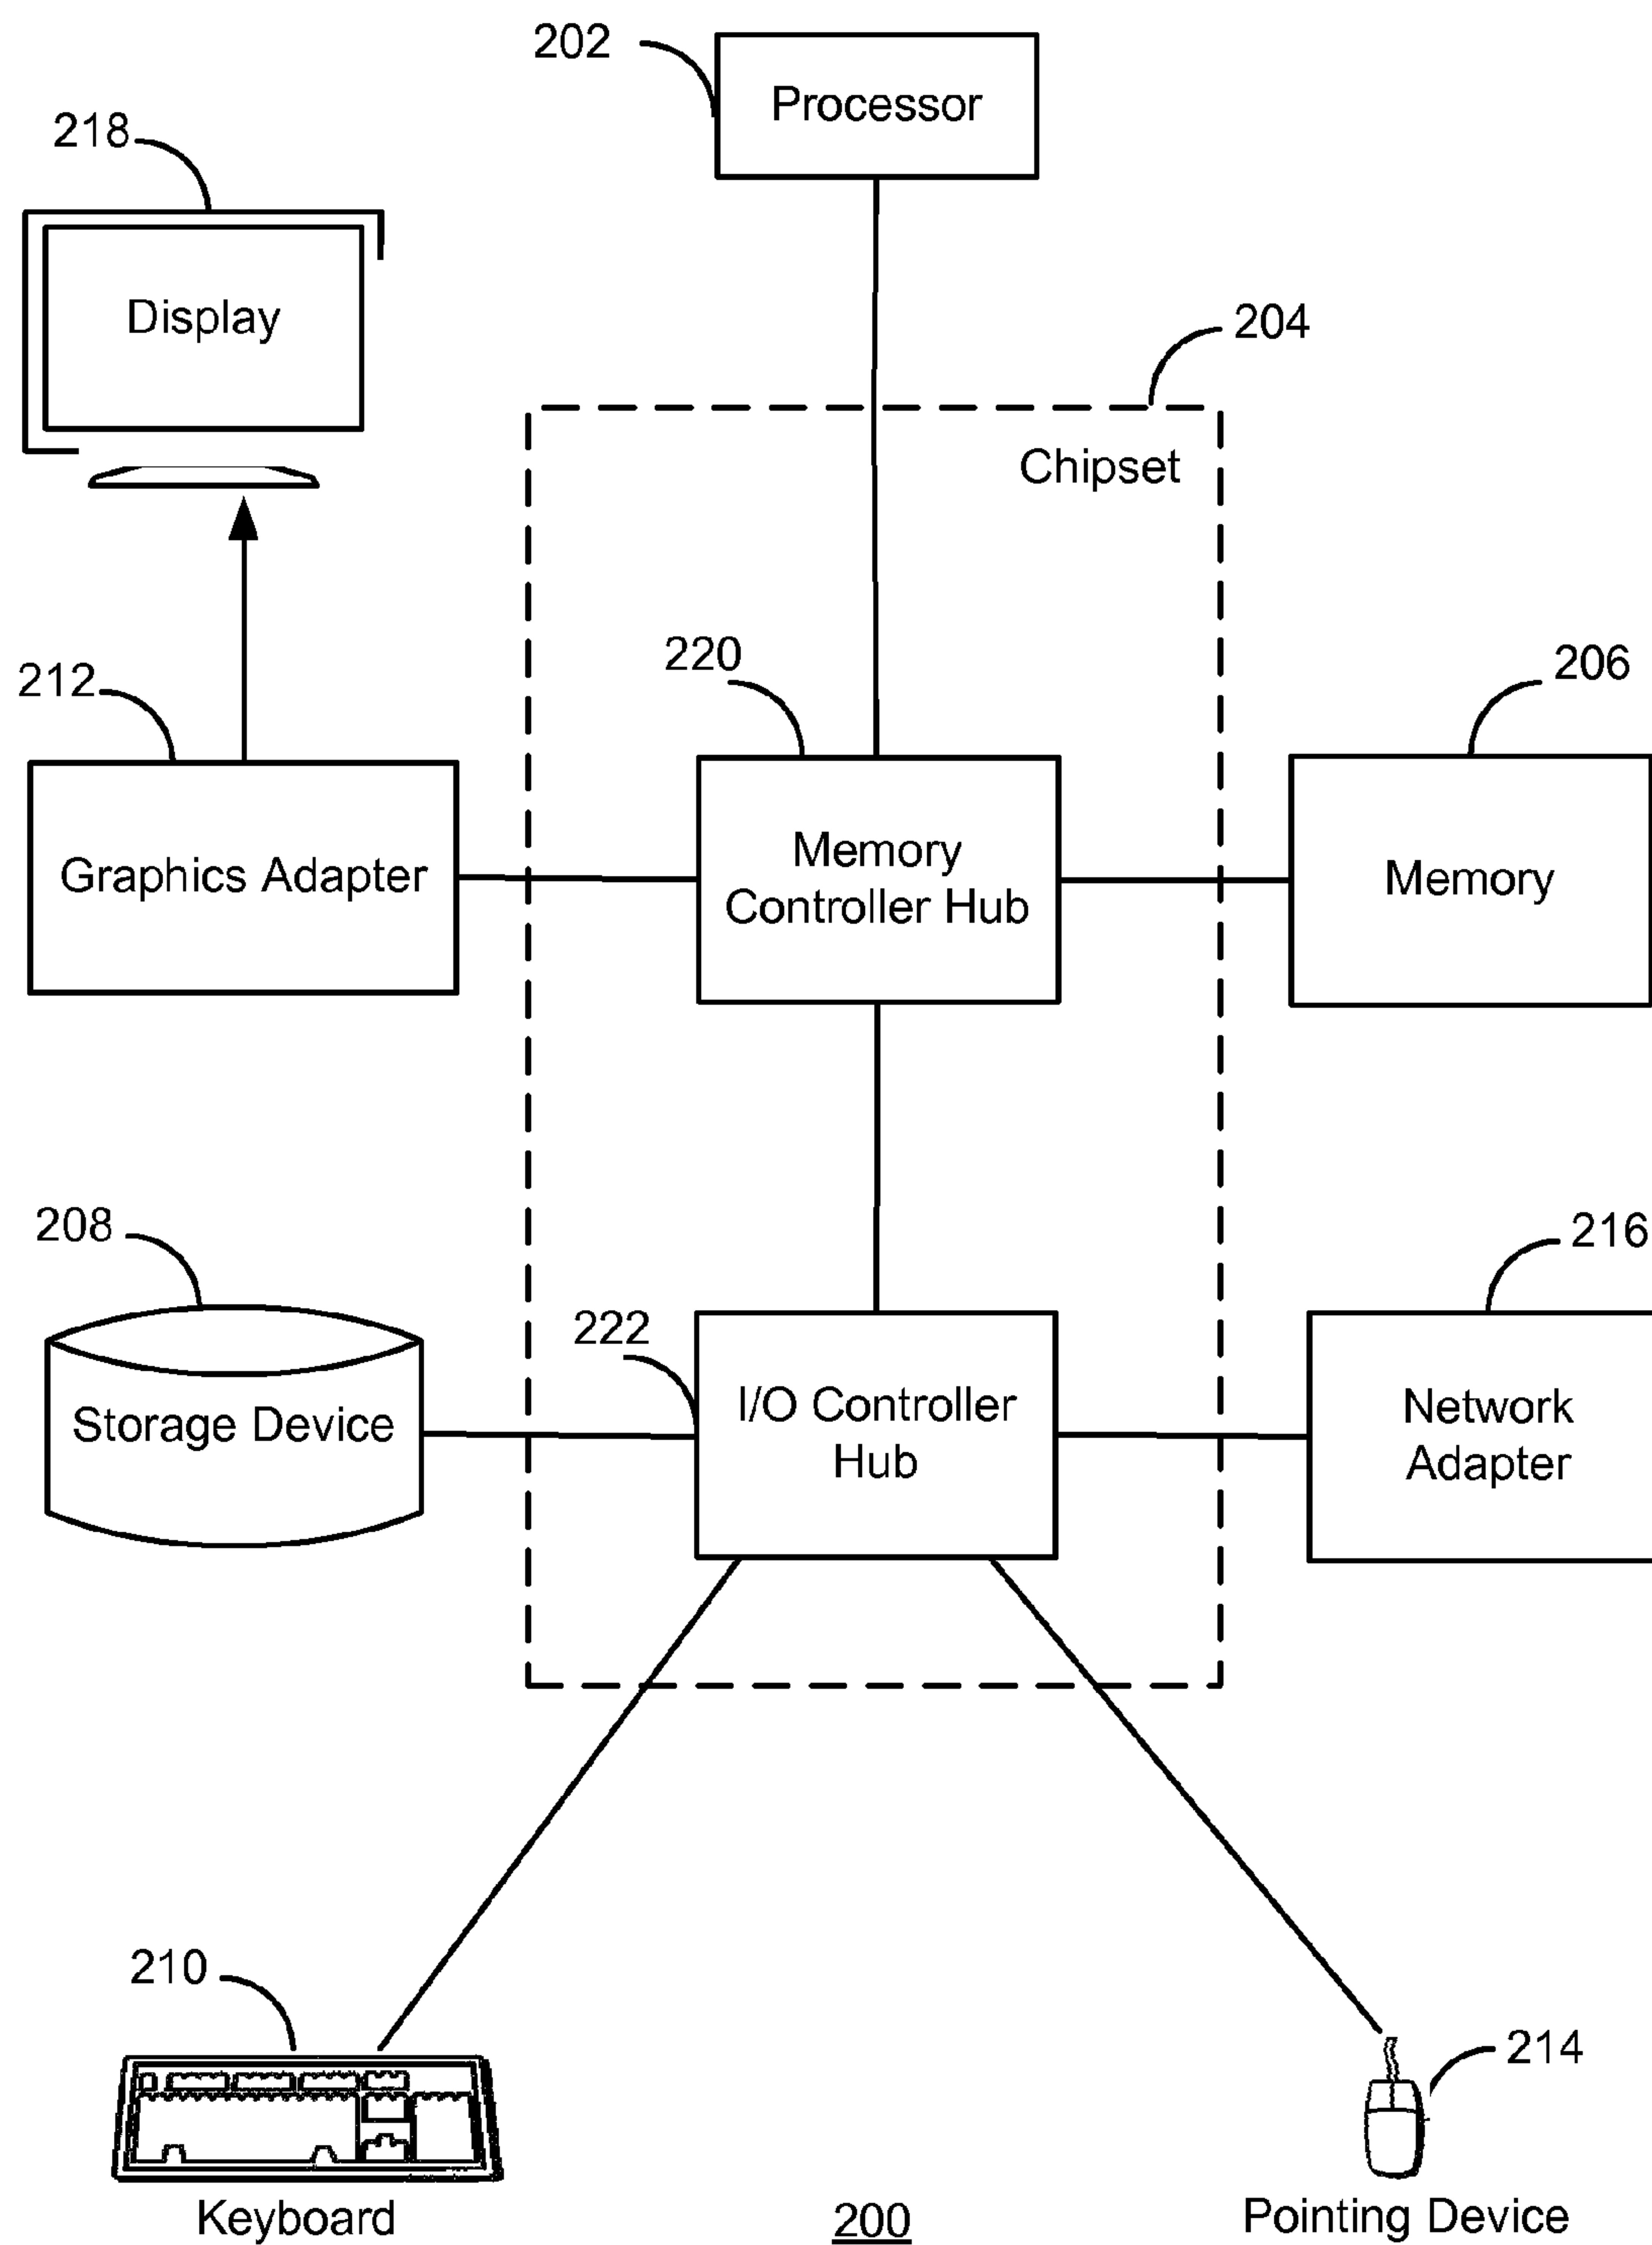 202
Processor
218
Display
204
Chipset
220
206
212
Memory
Controller Hub
Graphics Adapter
Memory
208
216
222
I/O Controller
Hub
Storage Device
Network
Adapter
210
214
Keyboard
200
Pointing Device